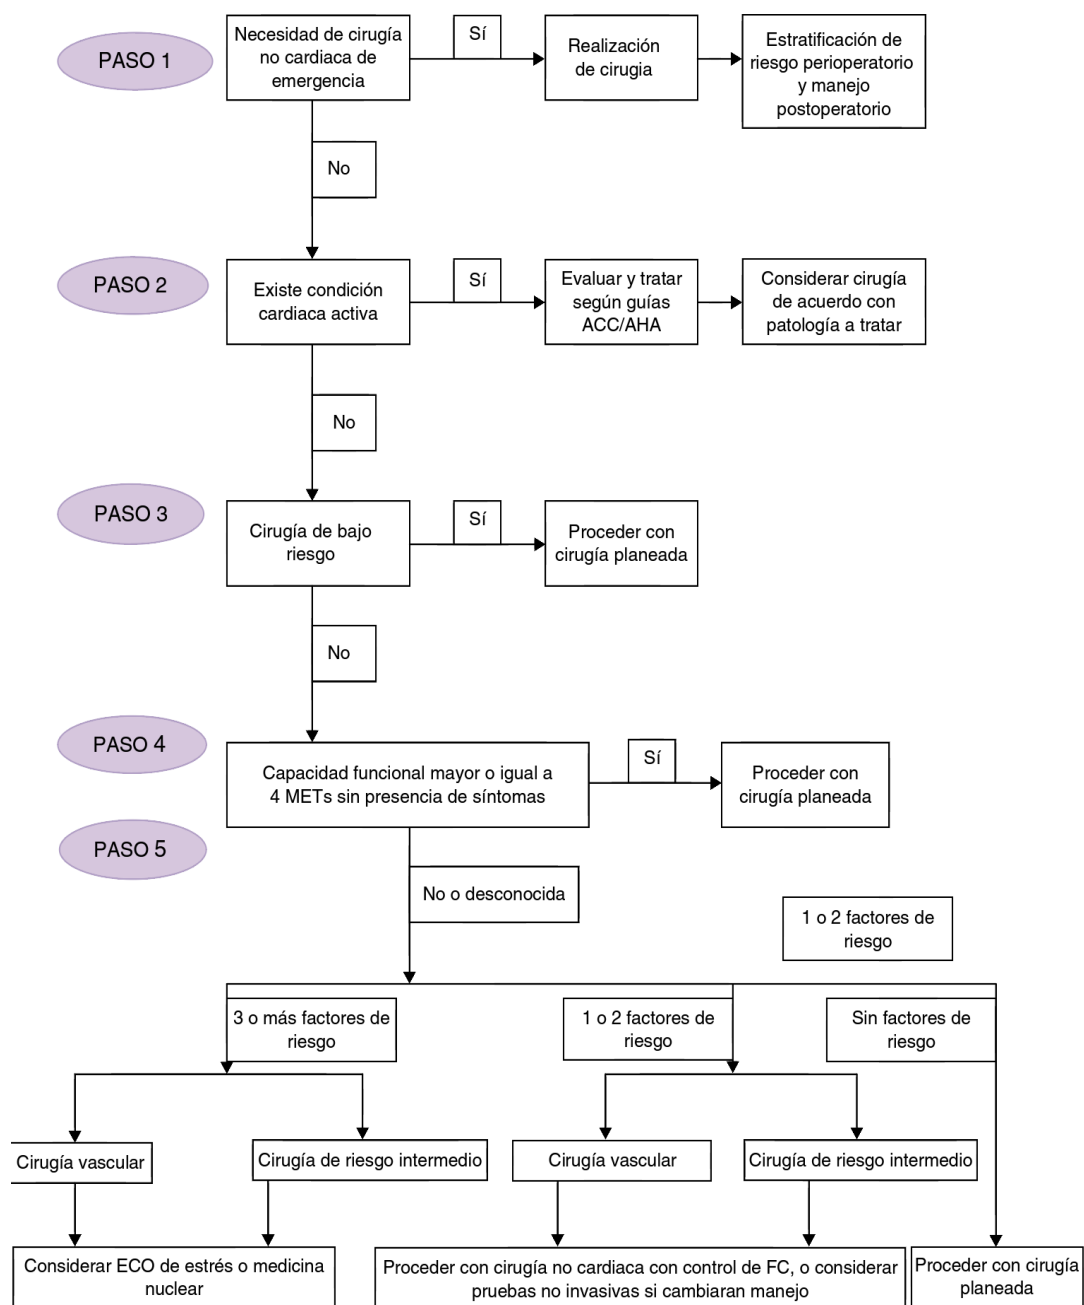 PASO 1
Necesidad de cirugía
no cardiaca de
emergencia
Sí
Realización
de cirugia
Estratificación de
riesgo perioperatorio
y manejo
postoperatorio
No
PASO 2
Existe condición
cardiaca activa
Sí
Evaluar y tratar
según guías
ACC/AHA
Considerar cirugía
de acuerdo con
patología a tratar
No
PASO 3
Cirugía de bajo
riesgo
Sí
Proceder con
cirugía planeada
No
PASO 4
Capacidad funcional mayor o igual a
4 METs sin presencia de síntomas
Sí
Proceder con
cirugía planeada
PASO 5
No o desconocida
1 o 2 factores de
riesgo
3 o más factores de
riesgo
1 o 2 factores de
riesgo
Sin factores de
riesgo
Cirugía vascular
Cirugía de riesgo intermedio
Cirugía vascular
Cirugía de riesgo intermedio
Considerar ECO de estrés o medicina
nuclear
Proceder con cirugía no cardiaca con control de FC, o considerar
pruebas no invasivas si cambiaran manejo
Proceder con cirugía
planeada